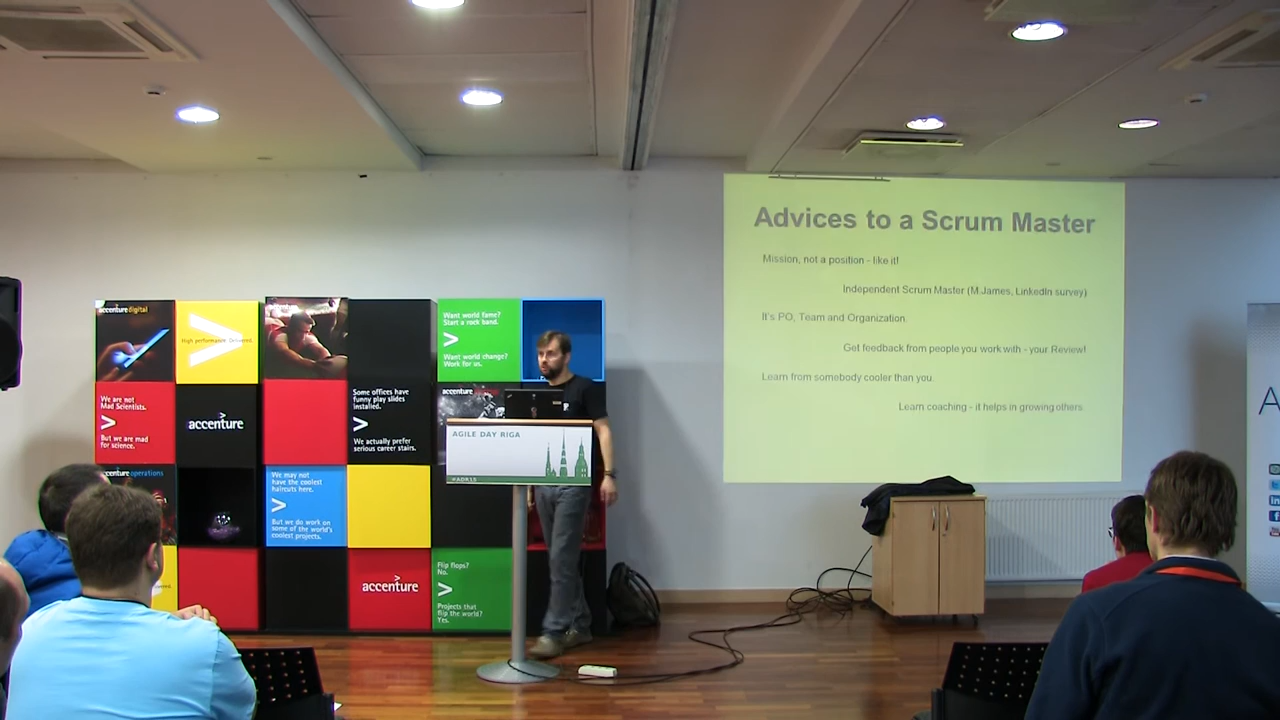 Advices to a Scrum Master
Mission, not a position - like it!
Independent Scrum Master (M.James, LinkedIn survey)
It's PO, Team and Organization.
Get feedback from people you work with - your Review!
Learn from somebody cooler than you.
Learn coaching - it helps in growing others.
accenturedigital
High performance. Delivered.
Want world fame?
Start a rock band.
Want world change?
Work for us.
We are not
Mad Scientists.
But we are mad
for science.
accenture
Some offices have
funny play slides
installed.
We actually prefer
serious career stairs.
accenture
AGILE DAY RIGA
#ADR15
accentureoperations
We may not
have the coolest
haircuts here.
But we do work on
some of the world's
coolest projects.
accenture
Flip flops?
No.
Projects that
flip the world?
Yes.
A